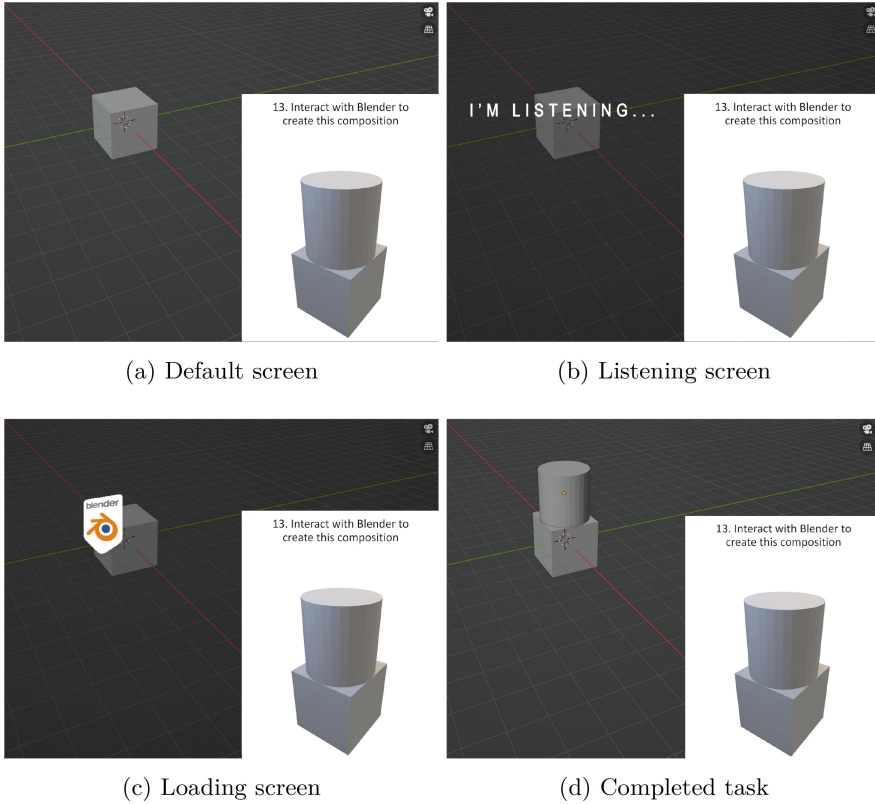 13. Interact with Blender to
create this composition
I'M LISTENING...
13. Interact with Blender to
create this composition
(a) Default screen
(b) Listening screen
blender
13. Interact with Blender to
create this composition
13. Interact with Blender to
create this composition
(c) Loading screen
(d) Completed task